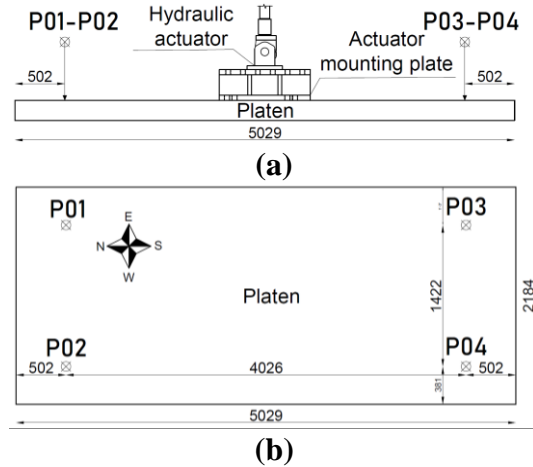 P01-P02
Hydraulic
actuator
P03-P04
Actuator
mounting plate
502
502
Platen
5029
(a)
P01
E
N
S
W
P03
Platen
1422
2184
P02
P04
502
4026
502
381
5029
(b)